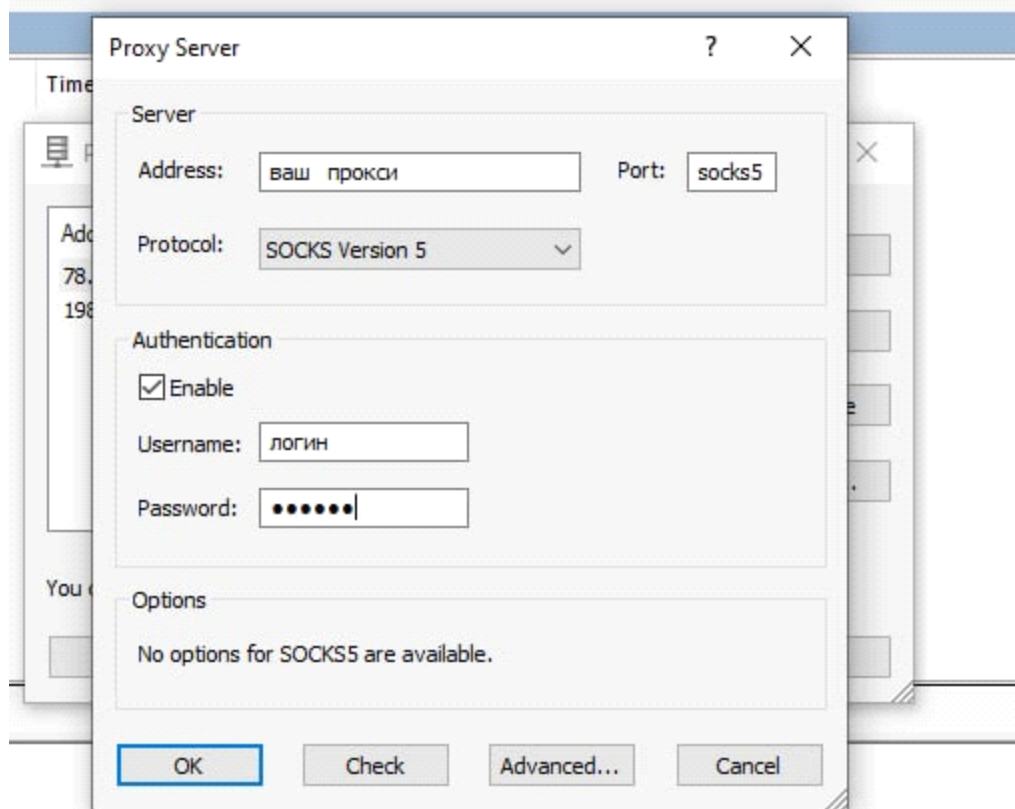 Proxy Server ?
Time
Server
Address: ваш прокси Port: socks5
Add
Protocol: SOCKS Version 5
78.
198
Authentication
Enable
Username: логин
Password: ••••••
You
Options
No options for SOCKS5 are available.
OK Check Advanced... Cancel